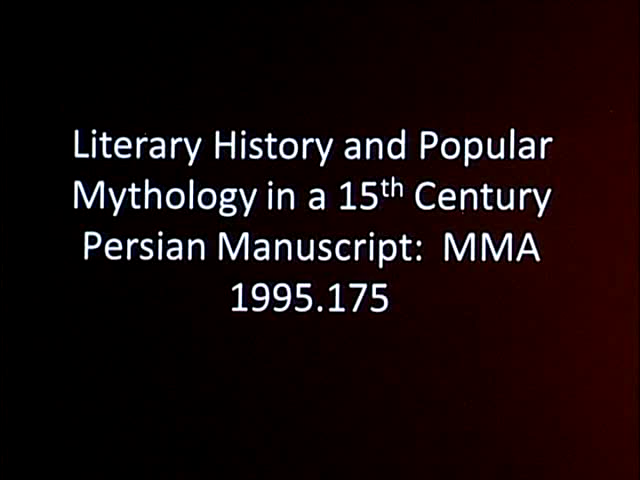 Literary History and Popular
Mythology in a 15th Century
Persian Manuscript: MMA
1995.175